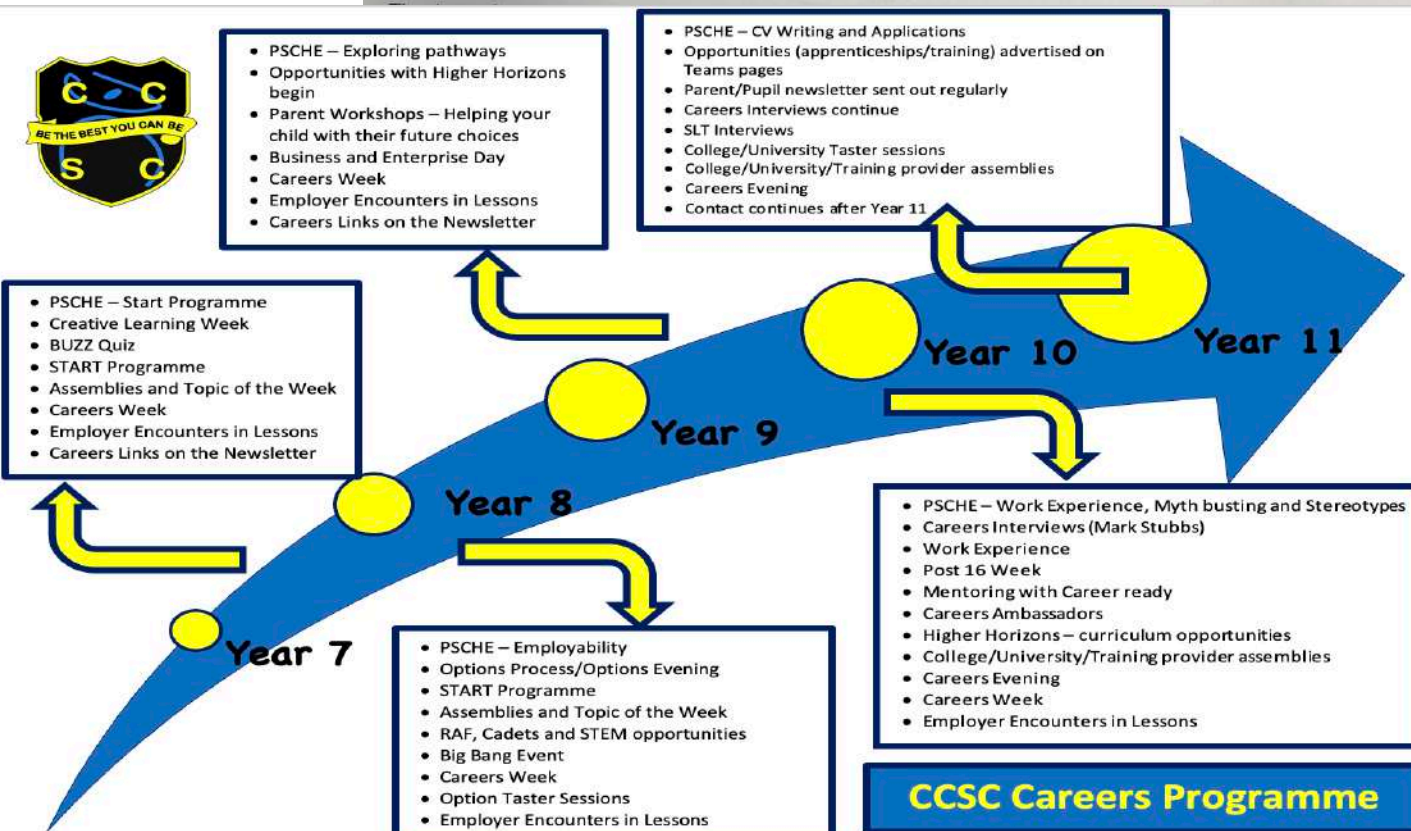 C C
BE THE BEST YOU CAN BE
S C
• PSCHE – Exploring pathways
• Opportunities with Higher Horizons
begin
• Parent Workshops – Helping your
child with their future choices
• Business and Enterprise Day
• Careers Week
• Employer Encounters in Lessons
• Careers Links on the Newsletter
• PSCHE – CV Writing and Applications
• Opportunities (apprenticeships/training) advertised on
Teams pages
• Parent/Pupil newsletter sent out regularly
• Careers Interviews continue
• SLT Interviews
• College/University Taster sessions
• College/University/Training provider assemblies
• Careers Evening
• Contact continues after Year 11
• PSCHE – Start Programme
• Creative Learning Week
• BUZZ Quiz
• START Programme
• Assemblies and Topic of the Week
• Careers Week
• Employer Encounters in Lessons
• Careers Links on the Newsletter
Year 7
Year 8
Year 9
Year 10
Year 11
• PSCHE – Employability
• Options Process/Options Evening
• START Programme
• Assemblies and Topic of the Week
• RAF, Cadets and STEM opportunities
• Big Bang Event
• Careers Week
• Option Taster Sessions
• Employer Encounters in Lessons
• PSCHE – Work Experience, Myth busting and Stereotypes
• Careers Interviews (Mark Stubbs)
• Work Experience
• Post 16 Week
• Mentoring with Career ready
• Careers Ambassadors
• Higher Horizons – curriculum opportunities
• College/University/Training provider assemblies
• Careers Evening
• Careers Week
• Employer Encounters in Lessons
CCSC Careers Programme